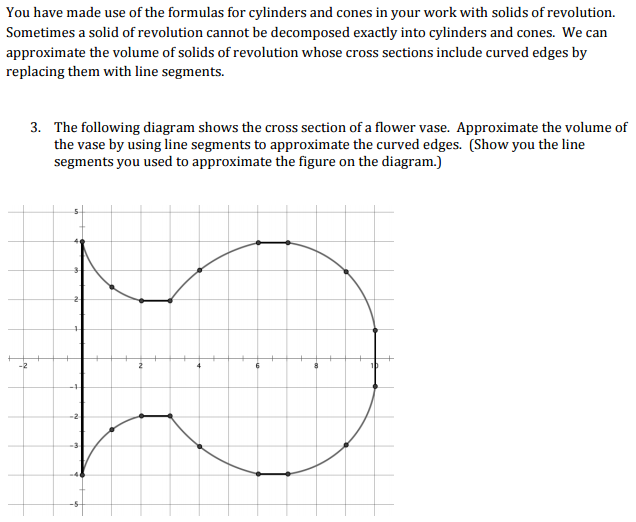 You have made use of the formulas for cylinders and cones in your work with solids of revolution.
Sometimes a solid of revolution cannot be decomposed exactly into cylinders and cones. We can
approximate the volume of solids of revolution whose cross sections include curved edges by
replacing them with line segments.
3. The following diagram shows the cross section of a flower vase. Approximate the volume of
the vase by using line segments to approximate the curved edges. (Show you the line
segments you used to approximate the figure on the diagram.)
5
4
3
2
1
-2 2 4 6 8 10
-1
-2
-3
-4
-5